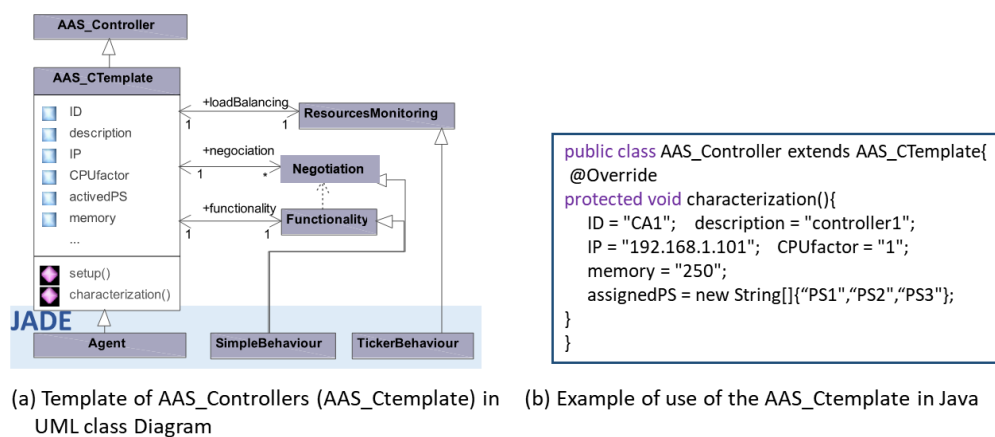 AAS_Controller
AAS_CTemplate
ID
description
IP
CPUfactor
activedPS
memory
...
setup()
characterization()
+loadBalancing
1 1
ResourcesMonitoring
+negociation
1 *
Negotiation
+functionality
1 1
Functionality
JADE
Agent
SimpleBehaviour
TickerBehaviour
(a) Template of AAS_Controllers (AAS_Ctemplate) in
UML class Diagram
public class AAS_Controller extends AAS_CTemplate{
@Override
protected void characterization(){
ID = "CA1"; description = "controller1";
IP = "192.168.1.101"; CPUfactor = "1";
memory = "250";
assignedPS = new String[]{“PS1",“PS2",“PS3"};
}
}
(b) Example of use of the AAS_Ctemplate in Java